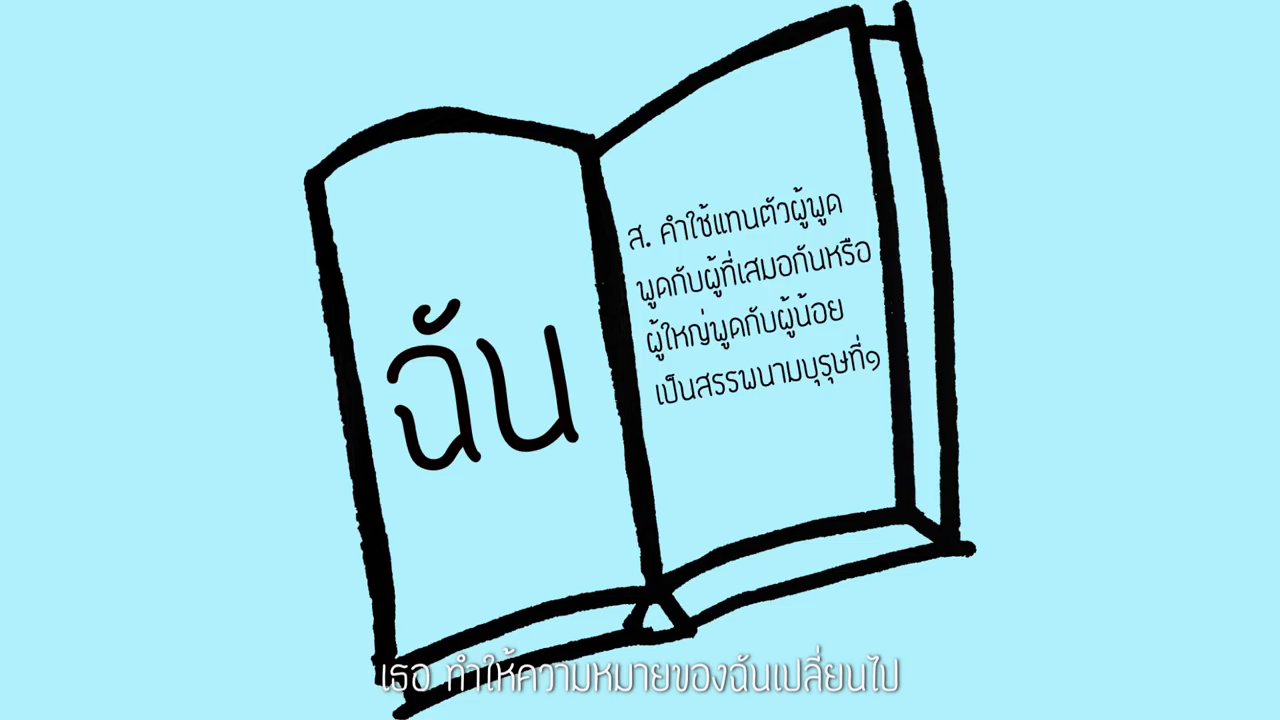 ฉัน
ส. คำใช้แทนตัวผู้พูด
พูดกับผู้ที่เสมอกันหรือ
ผู้ใหญ่พูดกับผู้น้อย
เป็นสรรพนามบุรุษที่๑
เธอ ทำให้ความหมายของฉันเปลี่ยนไป